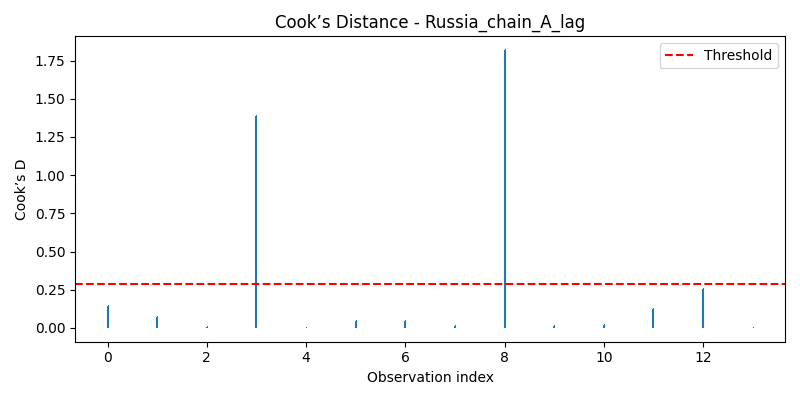 Cook’s Distance - Russia_chain_A_lag
Threshold
Cook’s D
1.75
1.50
1.25
1.00
0.75
0.50
0.25
0.00
0 2 4 6 8 10 12
Observation index